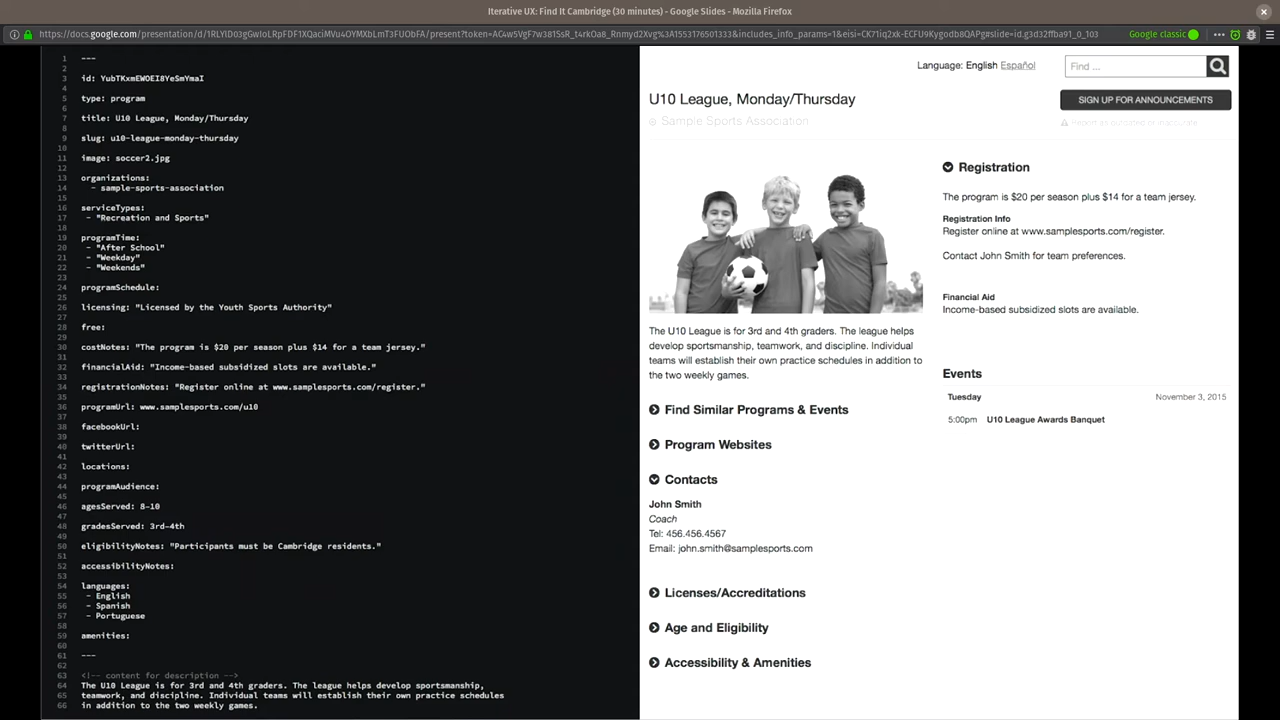 Iterative UX: Find It Cambridge (30 minutes) - Google Slides - Mozilla Firefox
Google classic
1 ---
2
3 id: YubTKxmEWOEI8YeSmYmaI
4
5 type: program
6
7 title: U10 League, Monday/Thursday
8
9 slug: u10-league-monday-thursday
10
11 image: soccer2.jpg
12
13 organizations:
14 - sample-sports-association
15
16 serviceTypes:
17 - "Recreation and Sports"
18
19 programTime:
20 - "After School"
21 - "Weekday"
22 - "Weekends"
23
24 programSchedule:
25
26 licensing: "Licensed by the Youth Sports Authority"
27
28 free:
29
30 costNotes: "The program is $20 per season plus $14 for a team jersey."
31
32 financialAid: "Income-based subsidized slots are available."
33
34 registrationNotes: "Register online at www.samplesports.com/register."
35
36 programUrl: www.samplesports.com/u10
37
38 facebookUrl:
39
40 twitterUrl:
41
42 locations:
43
44 programAudience:
45
46 agesServed: 8-10
47
48 gradesServed: 3rd-4th
49
50 eligibilityNotes: "Participants must be Cambridge residents."
51
52 accessibilityNotes:
53
54 languages:
55 - English
56 - Spanish
57 - Portuguese
58
59 amenities:
60
61 ---
62
63 <!-- content for description -->
64 The U10 League is for 3rd and 4th graders. The league helps develop sportsmanship,
65 teamwork, and discipline. Individual teams will establish their own practice schedules
66 in addition to the two weekly games.
Language: English Español
Find ...
U10 League, Monday/Thursday
SIGN UP FOR ANNOUNCEMENTS
Sample Sports Association
Report as outdated or inaccurate
The U10 League is for 3rd and 4th graders. The league helps
develop sportsmanship, teamwork, and discipline. Individual
teams will establish their own practice schedules in addition to
the two weekly games.
Find Similar Programs & Events
Program Websites
Contacts
John Smith
Coach
Tel: 456.456.4567
Email: john.smith@samplesports.com
Licenses/Accreditations
Age and Eligibility
Accessibility & Amenities
Registration
The program is $20 per season plus $14 for a team jersey.
Registration Info
Register online at www.samplesports.com/register.
Contact John Smith for team preferences.
Financial Aid
Income-based subsidized slots are available.
Events
Tuesday November 3, 2015
5:00pm U10 League Awards Banquet